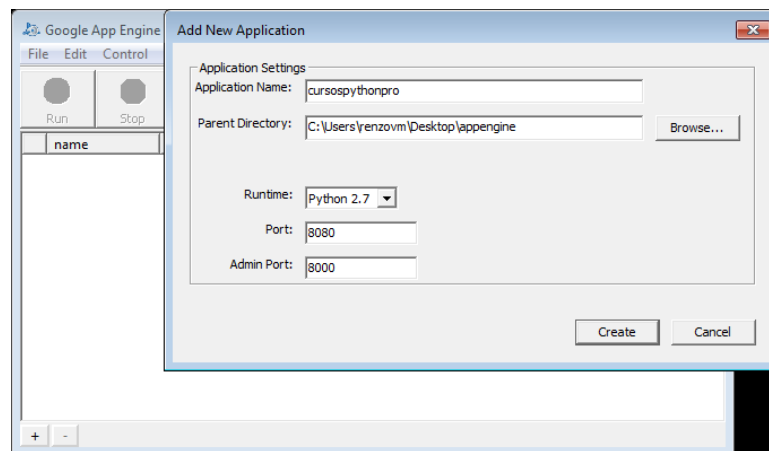 Google App Engine
File Edit Control
Run Stop
name
Add New Application
Application Settings
Application Name: cursospythonpro
Parent Directory: C:\Users\renzovm\Desktop\appengine Browse...
Runtime: Python 2.7
Port: 8080
Admin Port: 8000
Create Cancel
+ -